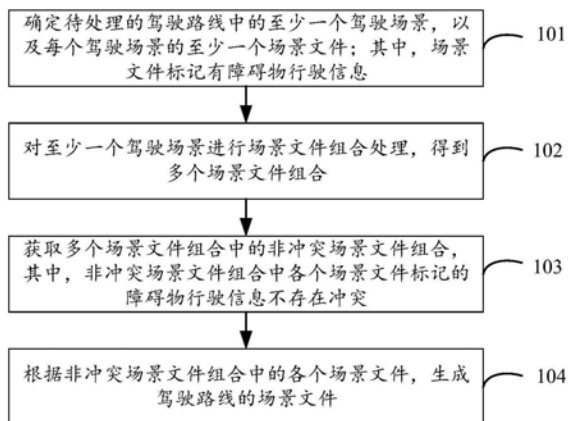 确定待处理的驾驶路线中的至少一个驾驶场景，以
及每个驾驶场景的至少一个场景文件；其中，场景
文件标记有障碍物行驶信息
101
对至少一个驾驶场景进行场景文件组合处理，得到
多个场景文件组合
102
获取多个场景文件组合中的非冲突场景文件组合，
其中，非冲突场景文件组合中各个场景文件标记的
障碍物行驶信息不存在冲突
103
根据非冲突场景文件组合中的各个场景文件，生成
驾驶路线的场景文件
104